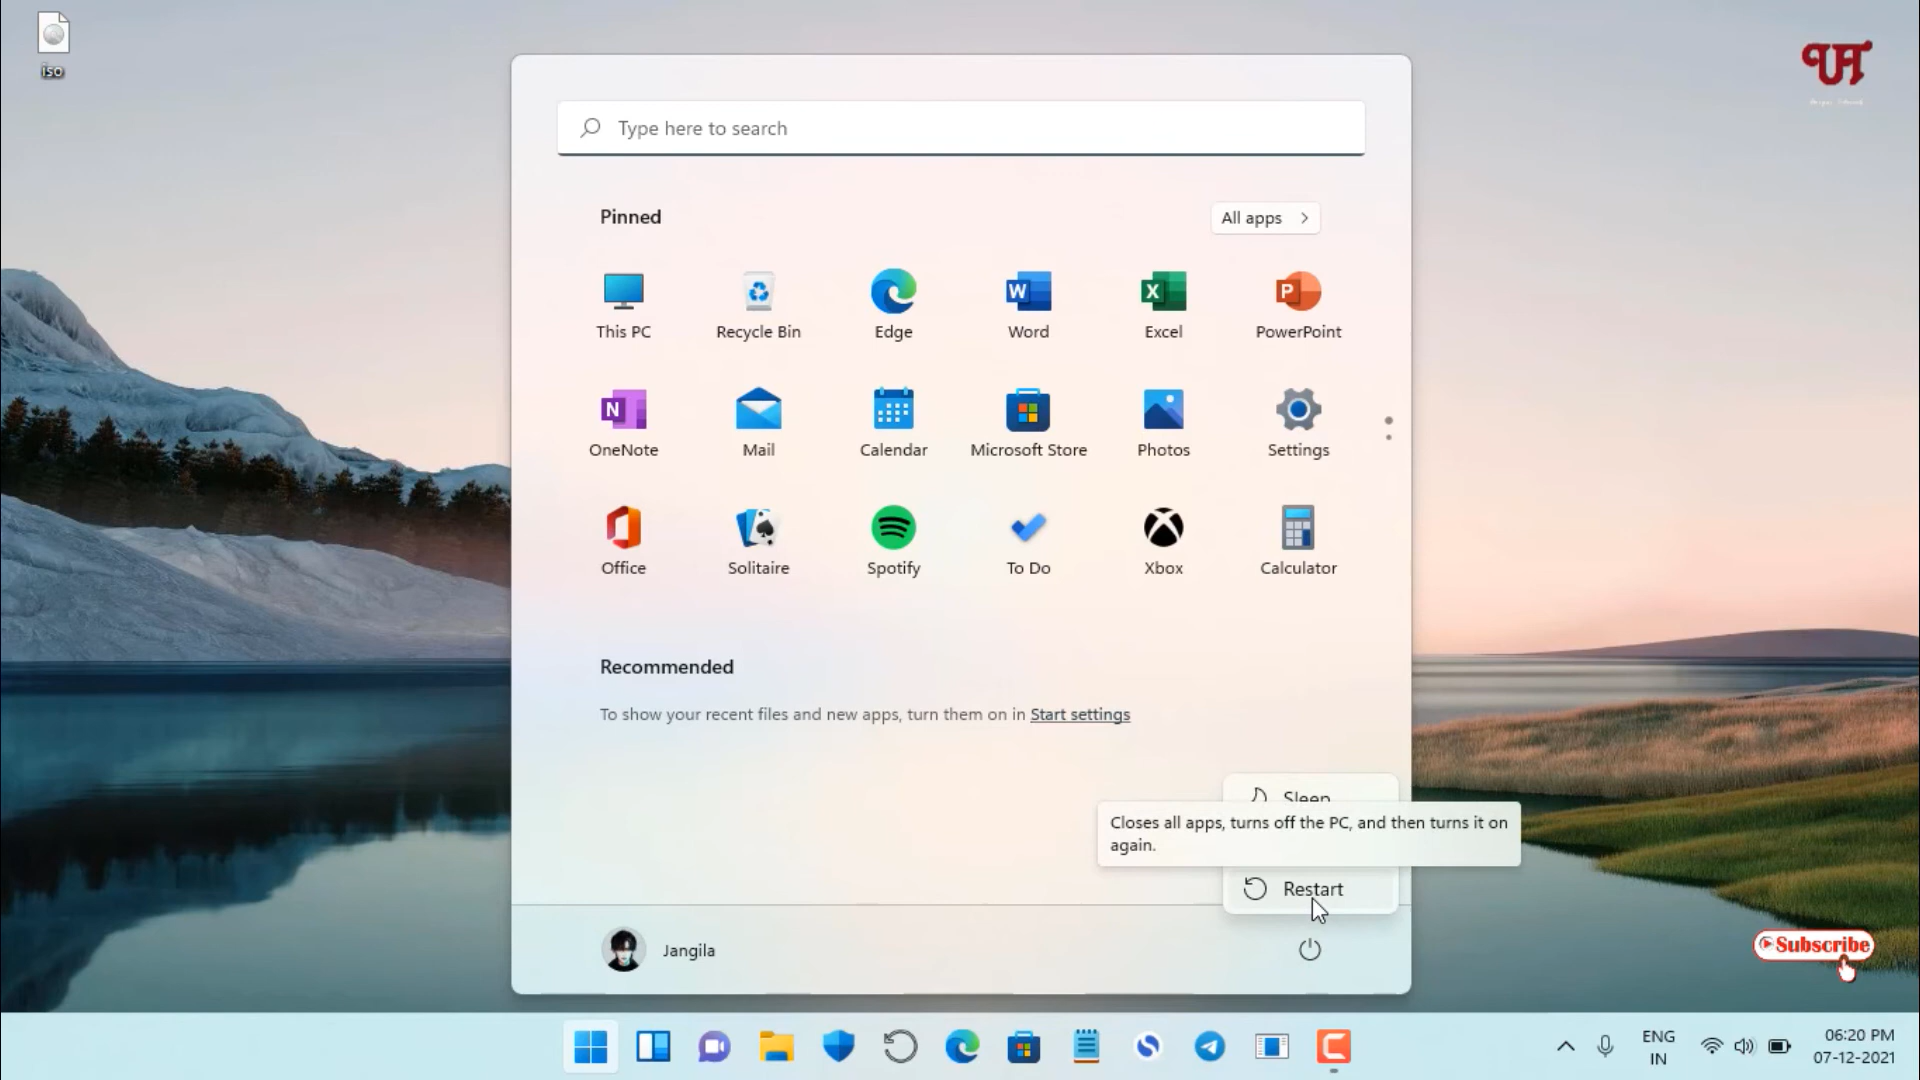 iso
UT
Type here to search
Pinned
All apps
This PC
Recycle Bin
Edge
Word
Excel
PowerPoint
OneNote
Mail
Calendar
Microsoft Store
Photos
Settings
Office
Solitaire
Spotify
To Do
Xbox
Calculator
Recommended
To show your recent files and new apps, turn them on in Start settings
Sleep
Closes all apps, turns off the PC, and then turns it on
again.
Restart
Jangila
Subscribe
ENG
IN
06:20 PM
07-12-2021